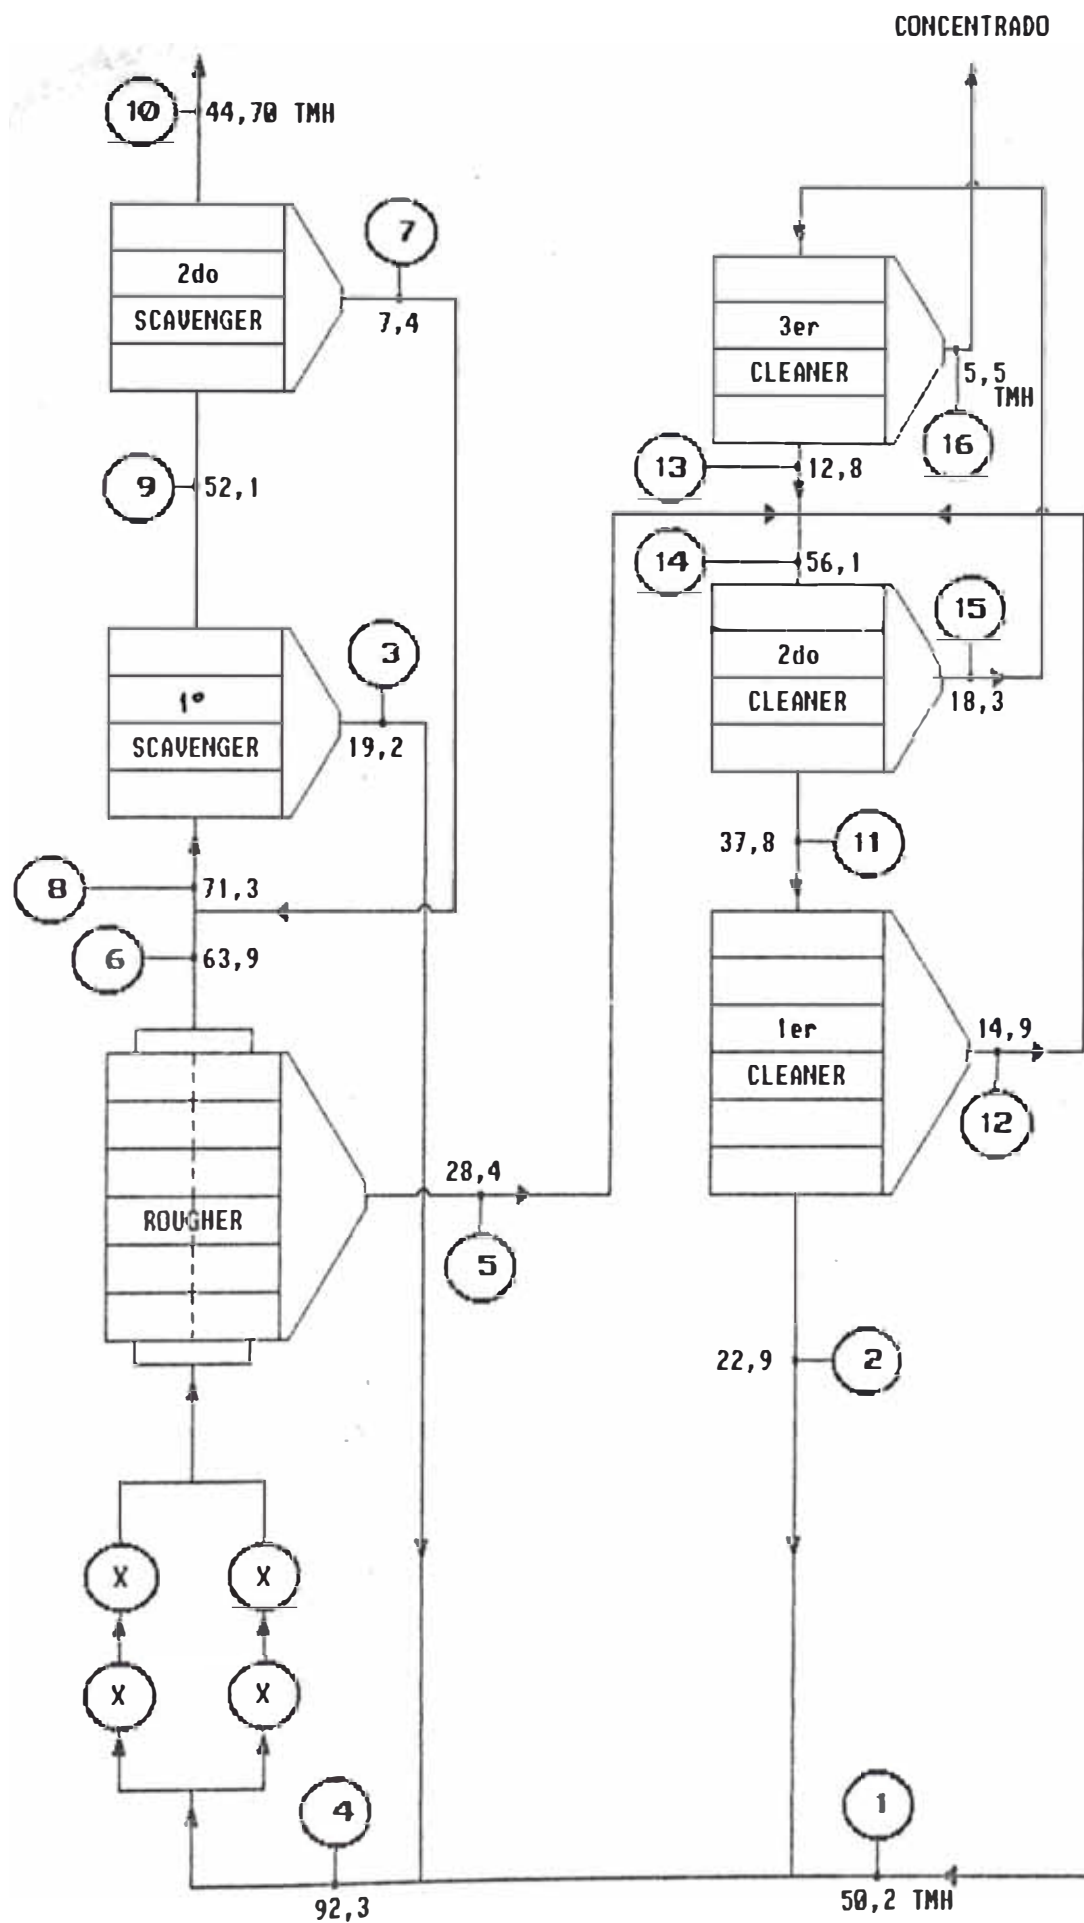 CONCENTRADO
10
44,70 TMH
7
2do
SCAVENGER
7,4
3er
CLEANER
5,5
TMH
16
13
12,8
9
52,1
14
56,1
15
3
2do
CLEANER
18,3
1º
SCAVENGER
19,2
37,8
11
8
71,3
6
63,9
1er
CLEANER
14,9
12
28,4
ROUGHER
5
22,9
2
X
X
X
X
4
1
92,3
50,2 TMH